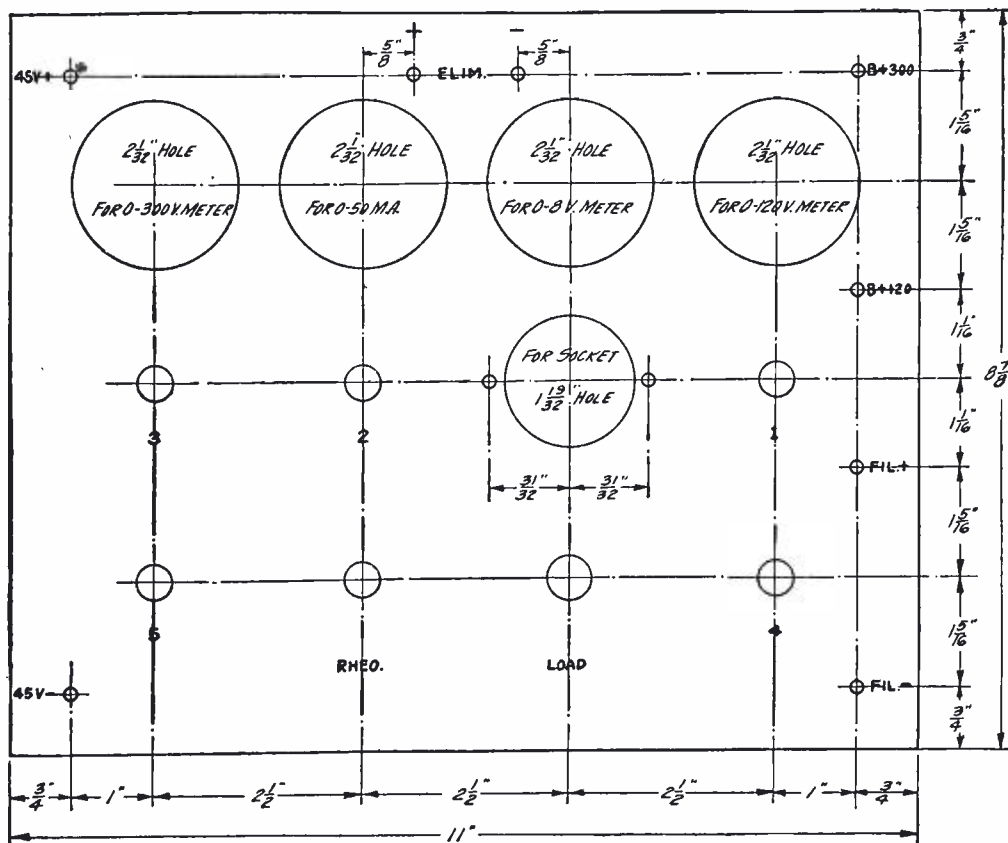 + -
5/8" 5/8"
45V+ ELIM. B+300
3/4"
1 5/16"
2 1/32" HOLE 2 1/32" HOLE 2 1/32" HOLE 2 1/32" HOLE
FOR 0-300 V. METER FOR 0-50 M.A. FOR 0-8 V. METER FOR 0-120 V. METER
1 5/16"
B+120
1 1/16"
FOR SOCKET
1 19/32" HOLE
8 7/8"
1 1/16"
3 2 1
FIL.+
31/32" 31/32"
1 5/16"
5 4
1 5/16"
RHEO. LOAD
45V- FIL.-
3/4"
3/4" 1" 2 1/2" 2 1/2" 2 1/2" 1" 3/4"
11"